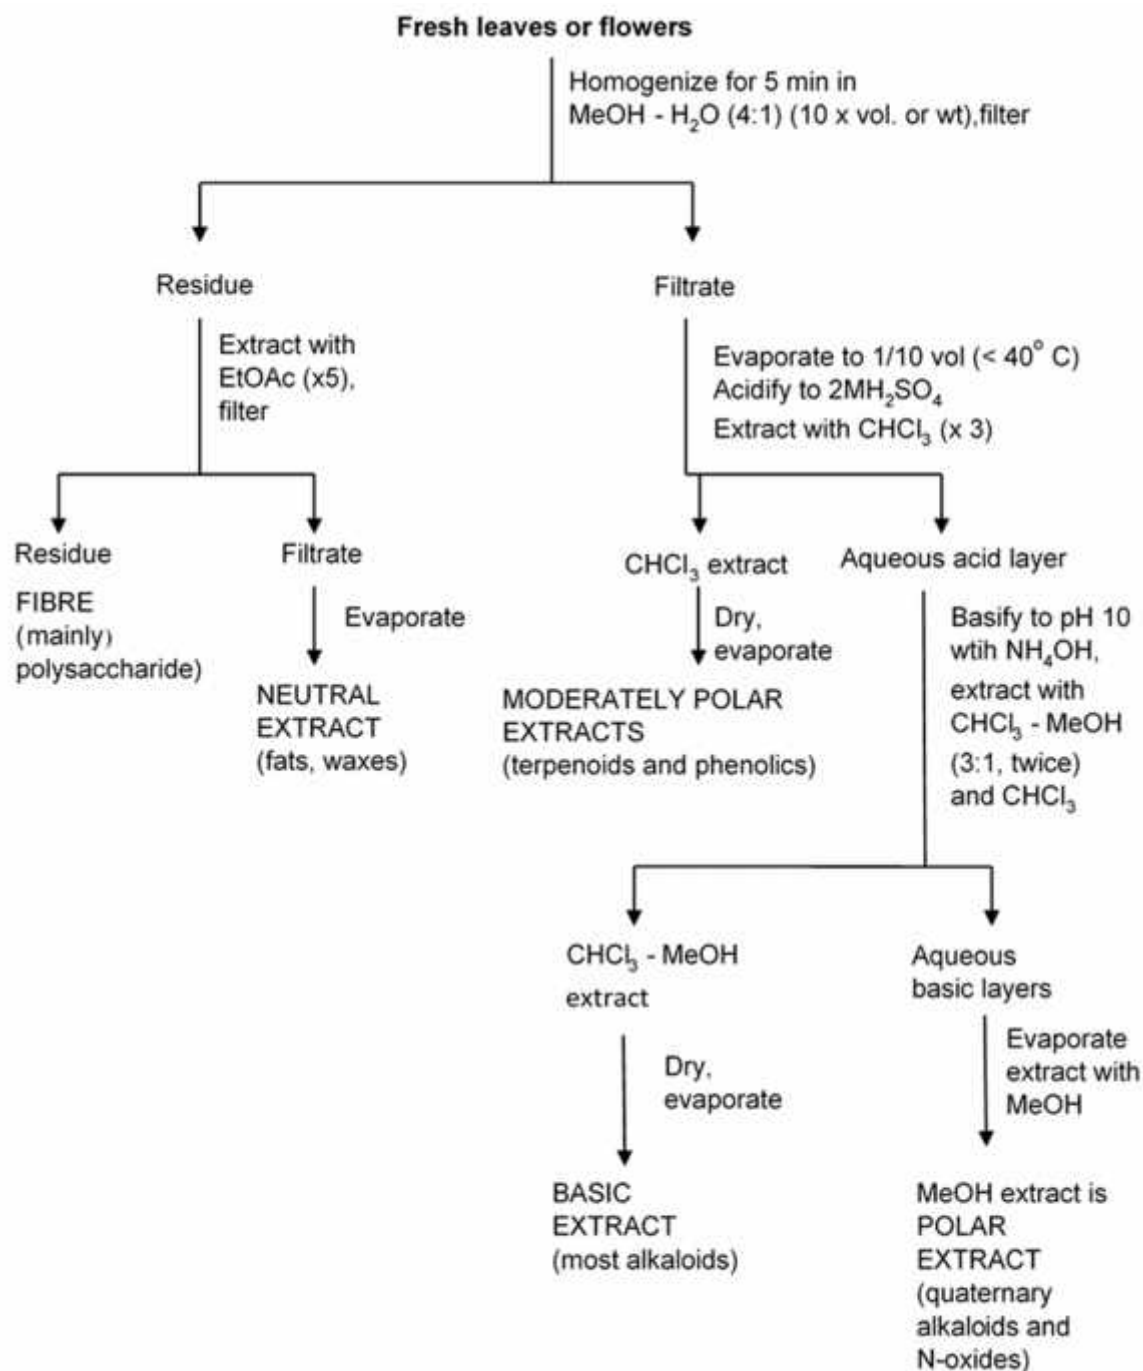 Fresh leaves or flowers
Homogenize for 5 min in
MeOH - H₂O (4:1) (10 x vol. or wt),filter
Residue
Filtrate
Extract with
EtOAc (x5),
filter
Evaporate to 1/10 vol (< 40° C)
Acidify to 2MH₂SO₄
Extract with CHCl₃ (x 3)
Residue
FIBRE
(mainly)
polysaccharide)
Filtrate
Evaporate
NEUTRAL
EXTRACT
(fats, waxes)
CHCl₃ extract
Dry,
evaporate
MODERATELY POLAR
EXTRACTS
(terpenoids and phenolics)
Aqueous acid layer
Basify to pH 10
wtih NH₄OH,
extract with
CHCl₃ - MeOH
(3:1, twice)
and CHCl₃
CHCl₃ - MeOH
extract
Dry,
evaporate
BASIC
EXTRACT
(most alkaloids)
Aqueous
basic layers
Evaporate
extract with
MeOH
MeOH extract is
POLAR
EXTRACT
(quaternary
alkaloids and
N-oxides)